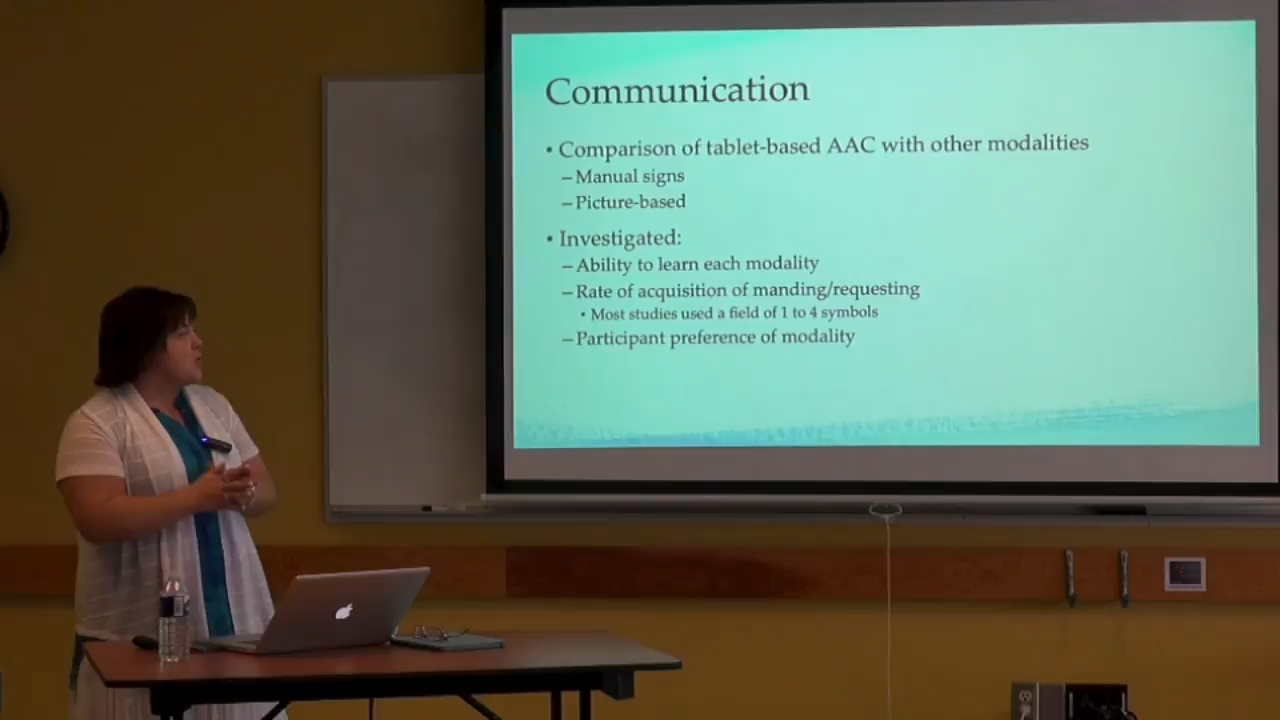 Communication
• Comparison of tablet-based AAC with other modalities
– Manual signs
– Picture-based
• Investigated:
– Ability to learn each modality
– Rate of acquisition of manding/requesting
• Most studies used a field of 1 to 4 symbols
– Participant preference of modality